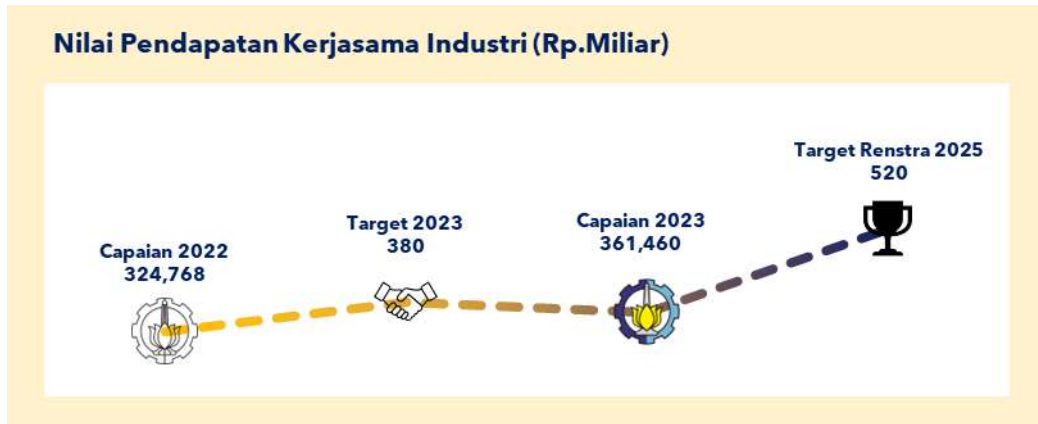 Nilai Pendapatan Kerjasama Industri (Rp.Miliar)
Capaian 2022
324,768
Target 2023
380
Capaian 2023
361,460
Target Renstra 2025
520